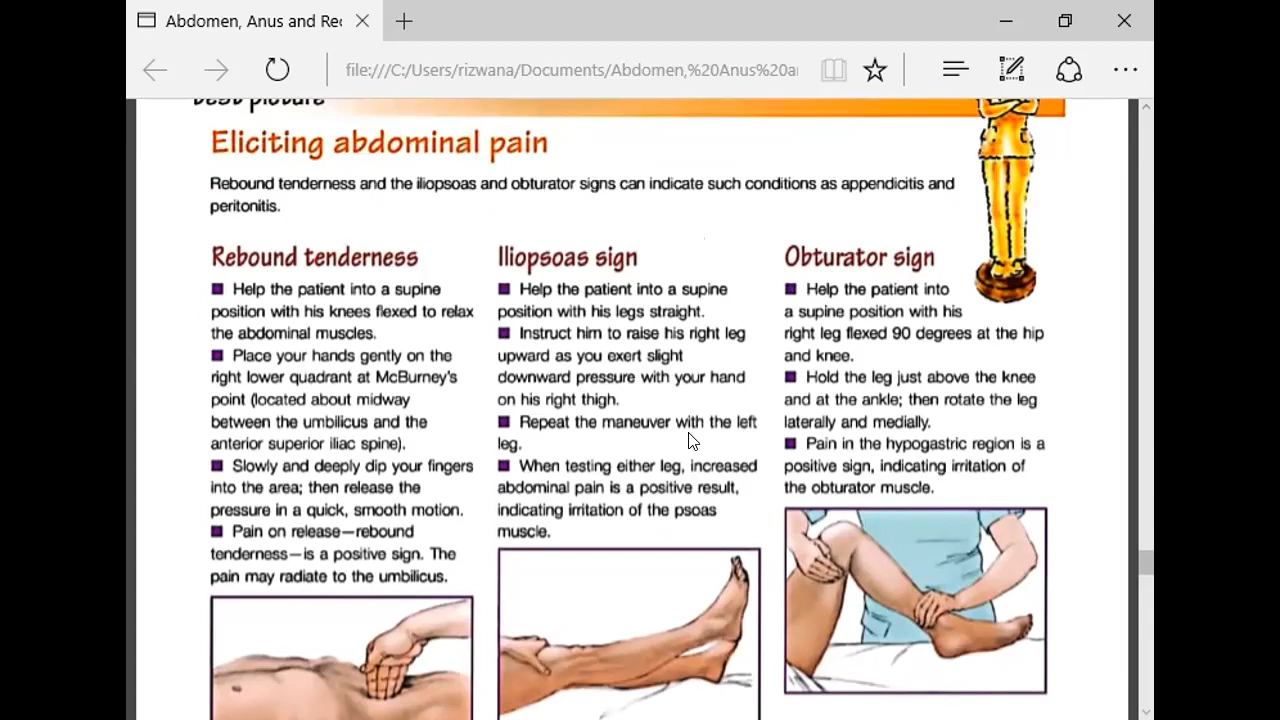 Abdomen, Anus and Rec
file:///C:/Users/rizwana/Documents/Abdomen,%20Anus%20a
best picture
Eliciting abdominal pain
Rebound tenderness and the iliopsoas and obturator signs can indicate such conditions as appendicitis and
peritonitis.
Rebound tenderness
■ Help the patient into a supine
position with his knees flexed to relax
the abdominal muscles.
■ Place your hands gently on the
right lower quadrant at McBurney's
point (located about midway
between the umbilicus and the
anterior superior iliac spine).
■ Slowly and deeply dip your fingers
into the area; then release the
pressure in a quick, smooth motion.
■ Pain on release—rebound
tenderness—is a positive sign. The
pain may radiate to the umbilicus.
Iliopsoas sign
■ Help the patient into a supine
position with his legs straight.
■ Instruct him to raise his right leg
upward as you exert slight
downward pressure with your hand
on his right thigh.
■ Repeat the maneuver with the left
leg.
■ When testing either leg, increased
abdominal pain is a positive result,
indicating irritation of the psoas
muscle.
Obturator sign
■ Help the patient into
a supine position with his
right leg flexed 90 degrees at the hip
and knee.
■ Hold the leg just above the knee
and at the ankle; then rotate the leg
laterally and medially.
■ Pain in the hypogastric region is a
positive sign, indicating irritation of
the obturator muscle.